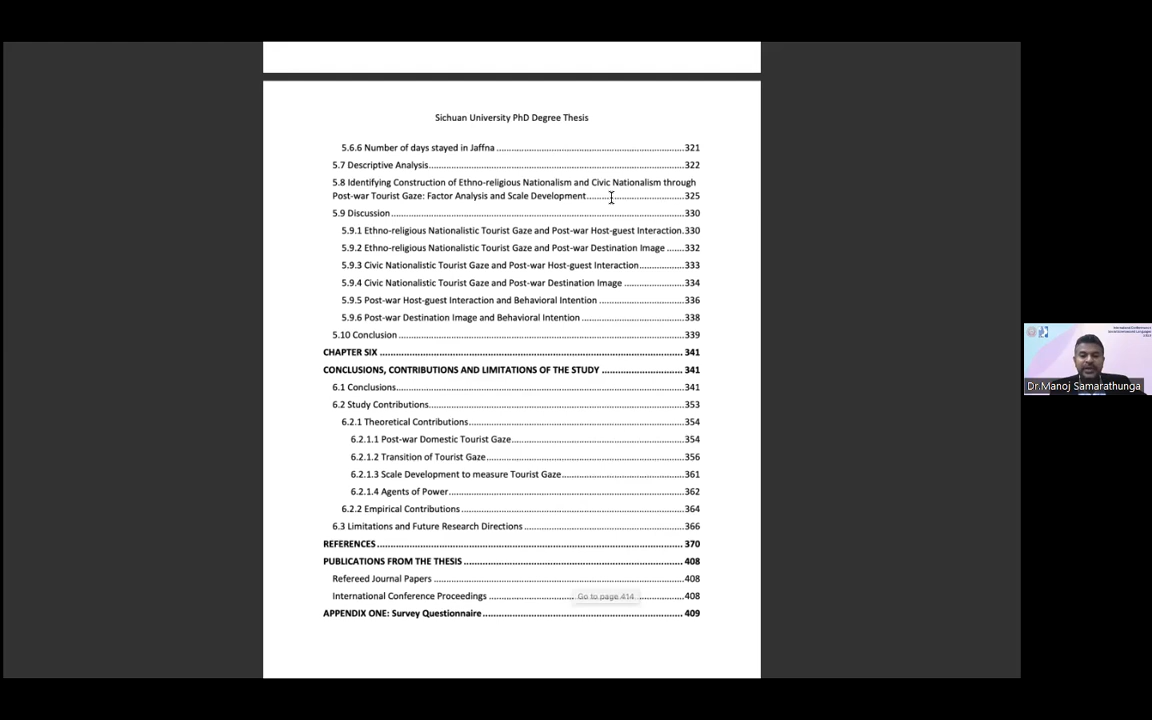 Sichuan University PhD Degree Thesis
5.6.6 Number of days stayed in Jaffna ............ 321
5.7 Descriptive Analysis ............ 322
5.8 Identifying Construction of Ethno-religious Nationalism and Civic Nationalism through
Post-war Tourist Gaze: Factor Analysis and Scale Development ............ 325
5.9 Discussion ............ 330
5.9.1 Ethno-religious Nationalistic Tourist Gaze and Post-war Host-guest Interaction. 330
5.9.2 Ethno-religious Nationalistic Tourist Gaze and Post-war Destination Image ....... 332
5.9.3 Civic Nationalistic Tourist Gaze and Post-war Host-guest Interaction ............ 333
5.9.4 Civic Nationalistic Tourist Gaze and Post-war Destination Image ............ 334
5.9.5 Post-war Host-guest Interaction and Behavioral Intention ............ 336
5.9.6 Post-war Destination Image and Behavioral Intention ............ 338
5.10 Conclusion ............ 339
CHAPTER SIX ............ 341
CONCLUSIONS, CONTRIBUTIONS AND LIMITATIONS OF THE STUDY ............ 341
6.1 Conclusions ............ 341
6.2 Study Contributions ............ 353
6.2.1 Theoretical Contributions ............ 354
6.2.1.1 Post-war Domestic Tourist Gaze ............ 354
6.2.1.2 Transition of Tourist Gaze ............ 356
6.2.1.3 Scale Development to measure Tourist Gaze ............ 361
6.2.1.4 Agents of Power ............ 362
6.2.2 Empirical Contributions ............ 364
6.3 Limitations and Future Research Directions ............ 366
REFERENCES ............ 370
PUBLICATIONS FROM THE THESIS ............ 408
Refereed Journal Papers ............ 408
International Conference Proceedings ............ 408
Go to page 414
APPENDIX ONE: Survey Questionnaire ............ 409
Dr.Manoj Samarathunga